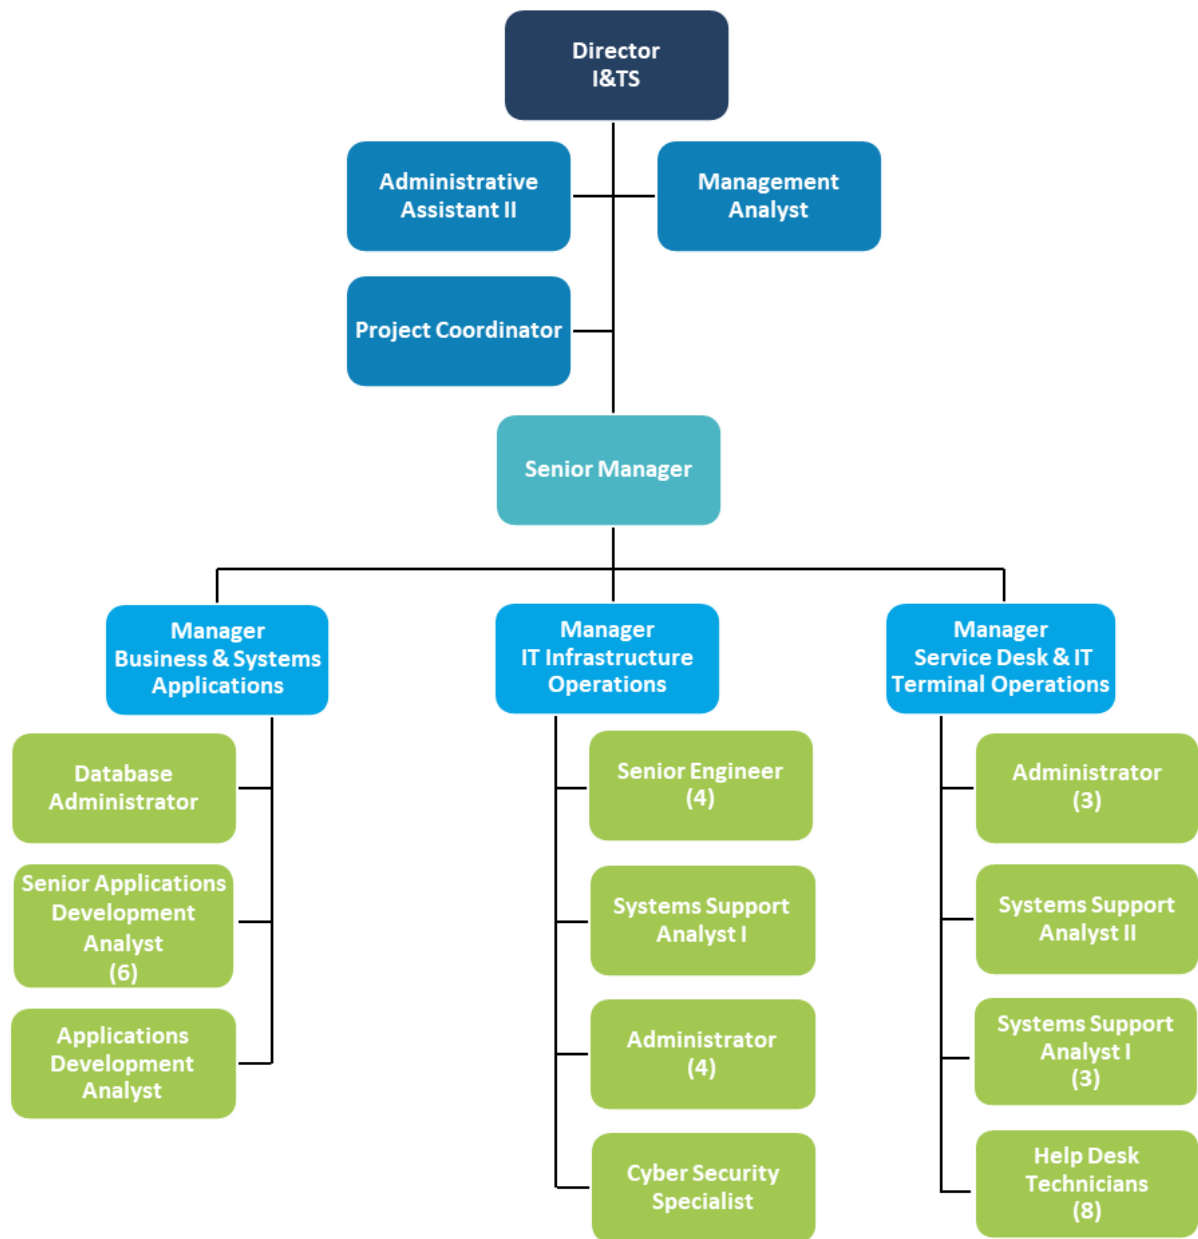 Director
I&TS
Administrative
Assistant II
Management
Analyst
Project Coordinator
Senior Manager
Manager
Business & Systems
Applications
Manager
IT Infrastructure
Operations
Manager
Service Desk & IT
Terminal Operations
Database
Administrator
Senior Applications
Development
Analyst
(6)
Applications
Development
Analyst
Senior Engineer
(4)
Systems Support
Analyst I
Administrator
(4)
Cyber Security
Specialist
Administrator
(3)
Systems Support
Analyst II
Systems Support
Analyst I
(3)
Help Desk
Technicians
(8)